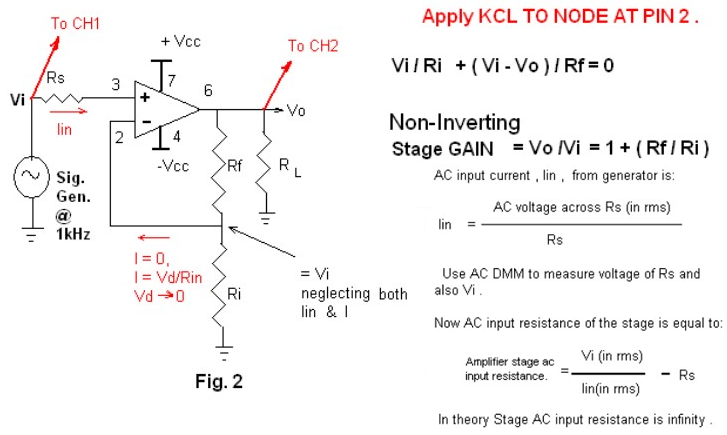 Apply KCL TO NODE AT PIN 2 .
To CH1
+ Vcc
To CH2
Vi / Ri + ( Vi - Vo ) / Rf = 0
Rs
3
7
6
Vi
+
Vo
Iin
2
-
4
-Vcc
Rf
R L
Non-Inverting
Stage GAIN = Vo /Vi = 1 + ( Rf / Ri )
Sig.
Gen.
@
1kHz
AC input current , Iin , from generator is:
Iin = AC voltage across Rs (in rms)
Rs
I = 0,
I = Vd/Rin
Vd → 0
Ri
= Vi
neglecting both
Iin & I
Use AC DMM to measure voltage of Rs and
also Vi .
Now AC input resistance of the stage is equal to:
Amplifier stage ac
input resistance. = Vi (in rms)
Iin(in rms) - Rs
Fig. 2
In theory Stage AC input resistance is infinity .